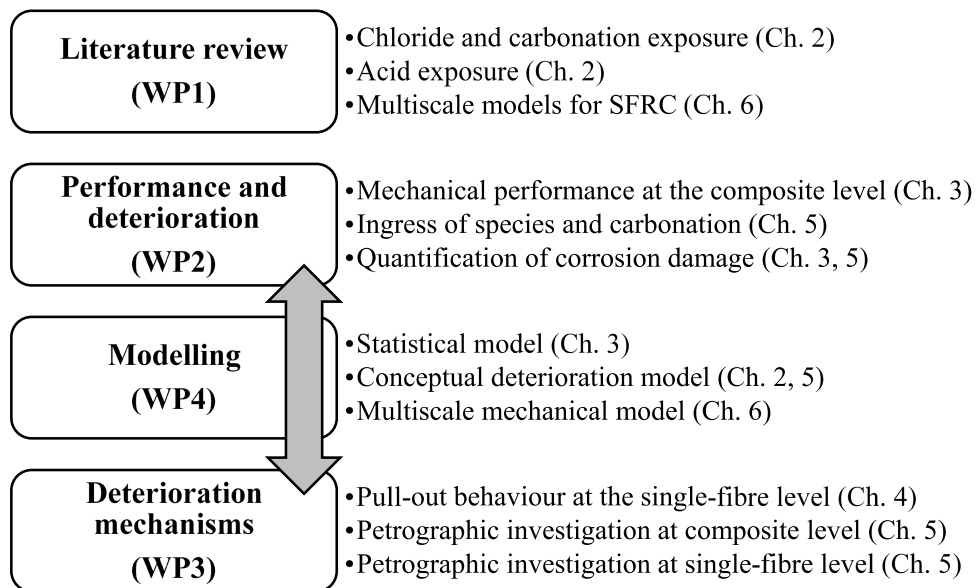 Literature review
(WP1)
•Chloride and carbonation exposure (Ch. 2)
•Acid exposure (Ch. 2)
•Multiscale models for SFRC (Ch. 6)
Performance and
deterioration
(WP2)
•Mechanical performance at the composite level (Ch. 3)
•Ingress of species and carbonation (Ch. 5)
•Quantification of corrosion damage (Ch. 3, 5)
Modelling
(WP4)
•Statistical model (Ch. 3)
•Conceptual deterioration model (Ch. 2, 5)
•Multiscale mechanical model (Ch. 6)
Deterioration
mechanisms
(WP3)
•Pull-out behaviour at the single-fibre level (Ch. 4)
•Petrographic investigation at composite level (Ch. 5)
•Petrographic investigation at single-fibre level (Ch. 5)